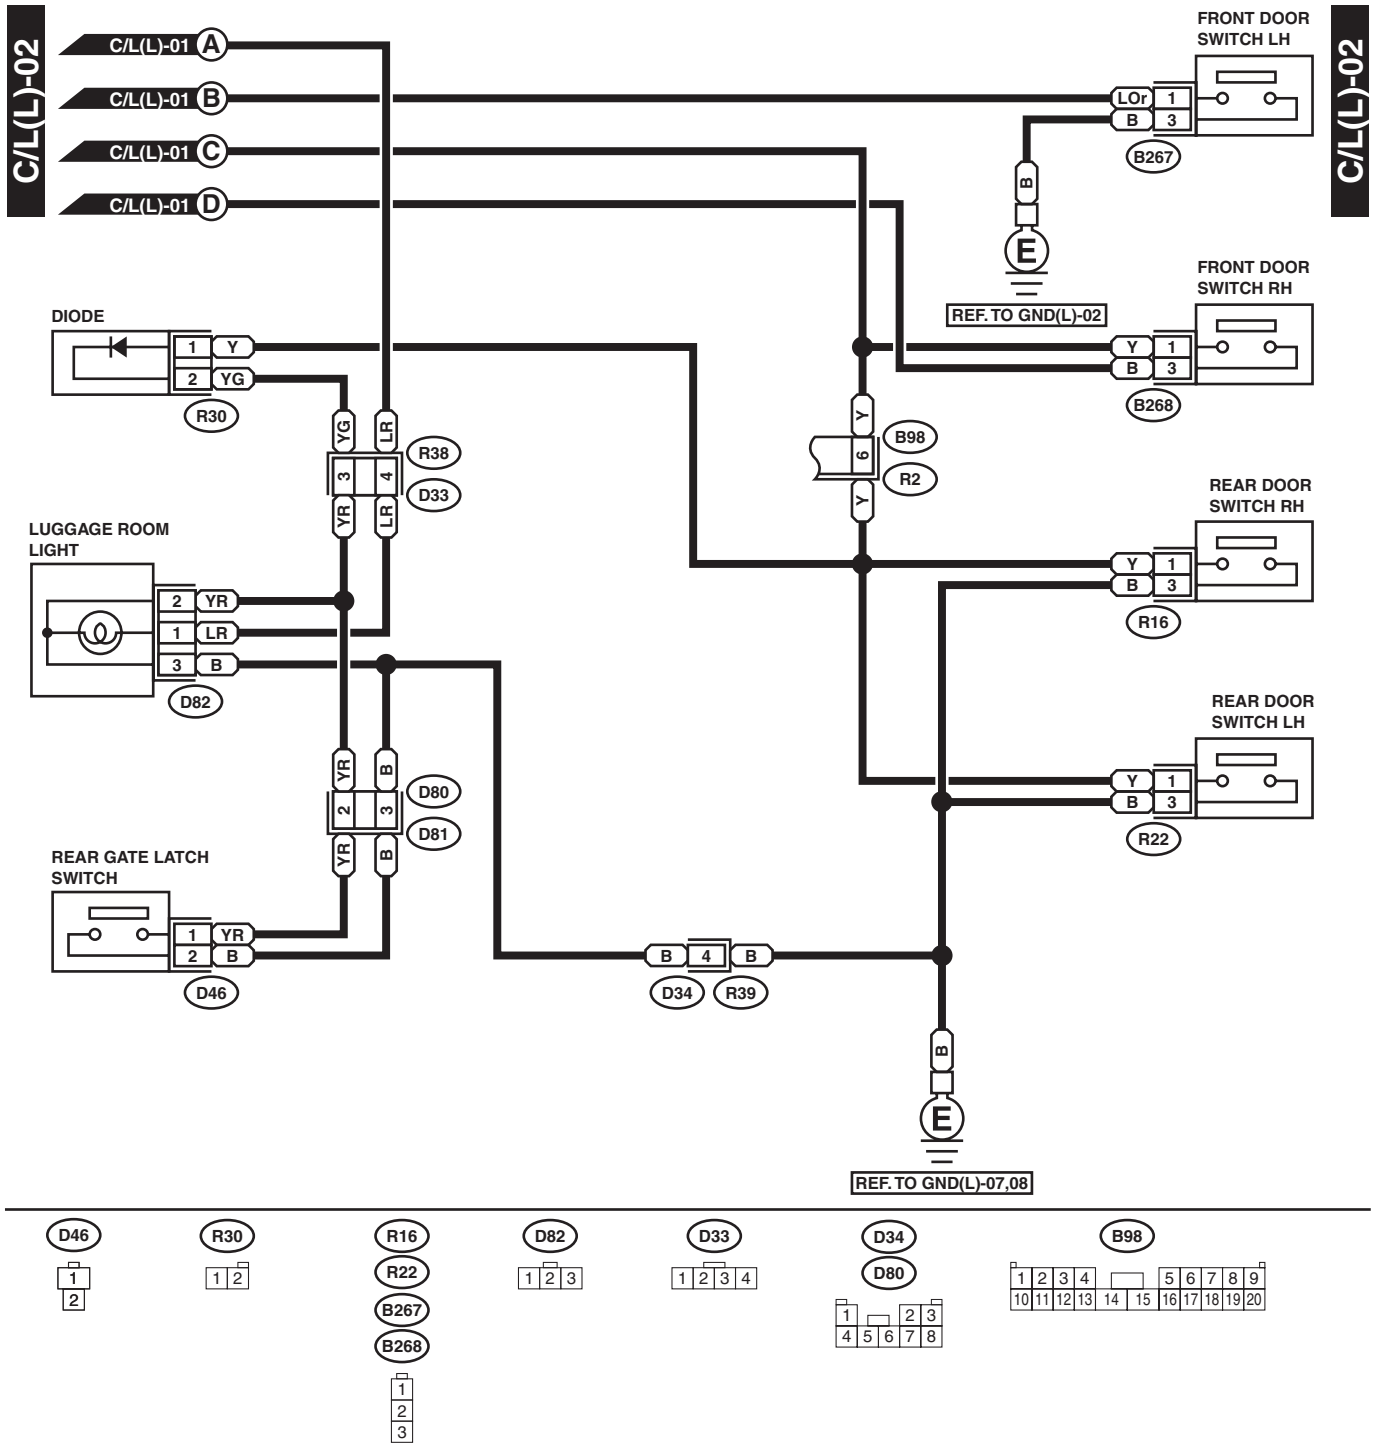 C/L(L)-02
C/L(L)-02
C/L(L)-01 A
C/L(L)-01 B
C/L(L)-01 C
C/L(L)-01 D
FRONT DOOR
SWITCH LH
LOr 1
B 3
B267
B
E
REF. TO GND(L)-02
FRONT DOOR
SWITCH RH
Y 1
B 3
B268
DIODE
1 Y
2 YG
R30
YG LR
R38
3 4
D33
YR LR
Y
B98
6
R2
Y
REAR DOOR
SWITCH RH
Y 1
B 3
R16
LUGGAGE ROOM
LIGHT
2 YR
1 LR
3 B
D82
REAR DOOR
SWITCH LH
Y 1
B 3
R22
YR B
D80
2 3
D81
YR B
REAR GATE LATCH
SWITCH
1 YR
2 B
D46
B 4 B
D34 R39
B
E
REF. TO GND(L)-07,08
D46
1
2
R30
1 2
R16
R22
B267
B268
1
2
3
D82
1 2 3
D33
1 2 3 4
D34
D80
1 2 3
4 5 6 7 8
B98
1 2 3 4 5 6 7 8 9
10 11 12 13 14 15 16 17 18 19 20